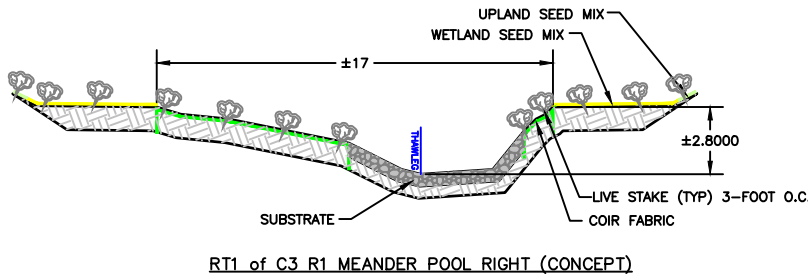 UPLAND SEED MIX
WETLAND SEED MIX
±17
THAWLEG
±2.8000
LIVE STAKE (TYP) 3-FOOT O.C.
SUBSTRATE
COIR FABRIC
RT1 of C3 R1 MEANDER POOL RIGHT (CONCEPT)